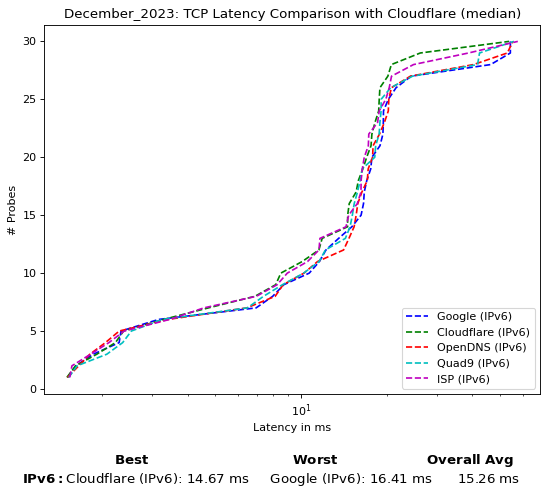 December_2023: TCP Latency Comparison with Cloudflare (median)
# Probes
30
25
20
15
10
5
0
10¹
Latency in ms
Google (IPv6)
Cloudflare (IPv6)
OpenDNS (IPv6)
Quad9 (IPv6)
ISP (IPv6)
Best Worst Overall Avg
IPv6: Cloudflare (IPv6): 14.67 ms Google (IPv6): 16.41 ms 15.26 ms